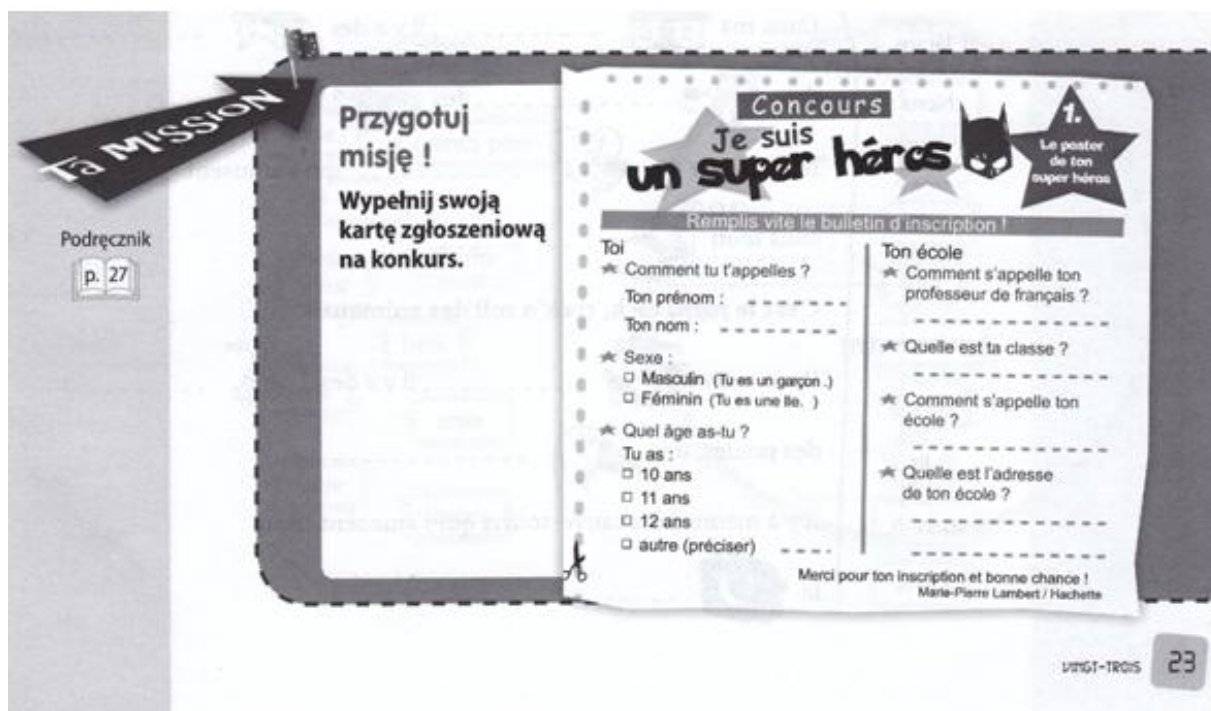 Ta MISSION
Podręcznik
p. 27
Przygotuj
misję !
Wypełnij swoją
kartę zgłoszeniową
na konkurs.
Concours
Je suis
un super héros
1.
Le poster
de ton
super héros
Remplis vite le bulletin d'inscription !
Toi
Comment tu t'appelles ?
Ton prénom :
Ton nom :
Sexe :
Masculin (Tu es un garçon .)
Féminin (Tu es une lle. )
Quel âge as-tu ?
Tu as :
10 ans
11 ans
12 ans
autre (préciser)
Ton école
Comment s'appelle ton
professeur de français ?
Quelle est ta classe ?
Comment s'appelle ton
école ?
Quelle est l'adresse
de ton école ?
Merci pour ton inscription et bonne chance !
Marie-Pierre Lambert / Hachette
VINGT-TROIS 23